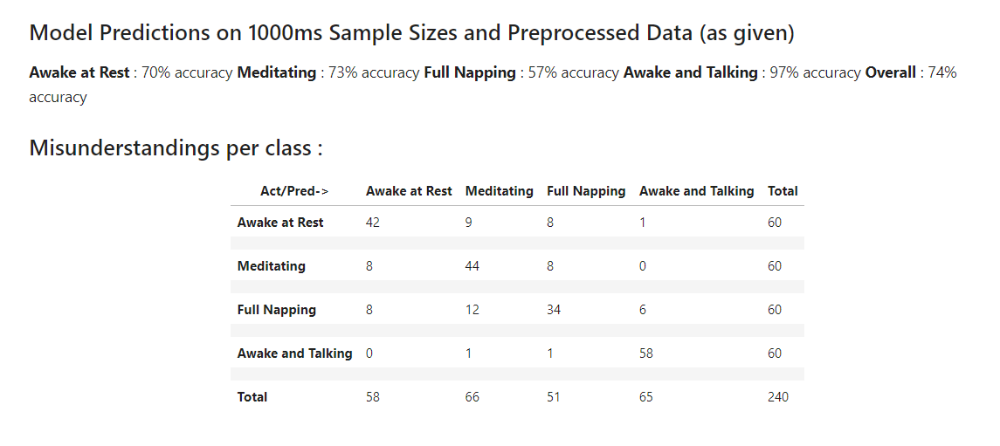 Model Predictions on 1000ms Sample Sizes and Preprocessed Data (as given)
Awake at Rest : 70% accuracy Meditating : 73% accuracy Full Napping : 57% accuracy Awake and Talking : 97% accuracy Overall : 74%
accuracy
Misunderstandings per class :
Act/Pred-> Awake at Rest Meditating Full Napping Awake and Talking Total
Awake at Rest 42 9 8 1 60
Meditating 8 44 8 0 60
Full Napping 8 12 34 6 60
Awake and Talking 0 1 1 58 60
Total 58 66 51 65 240